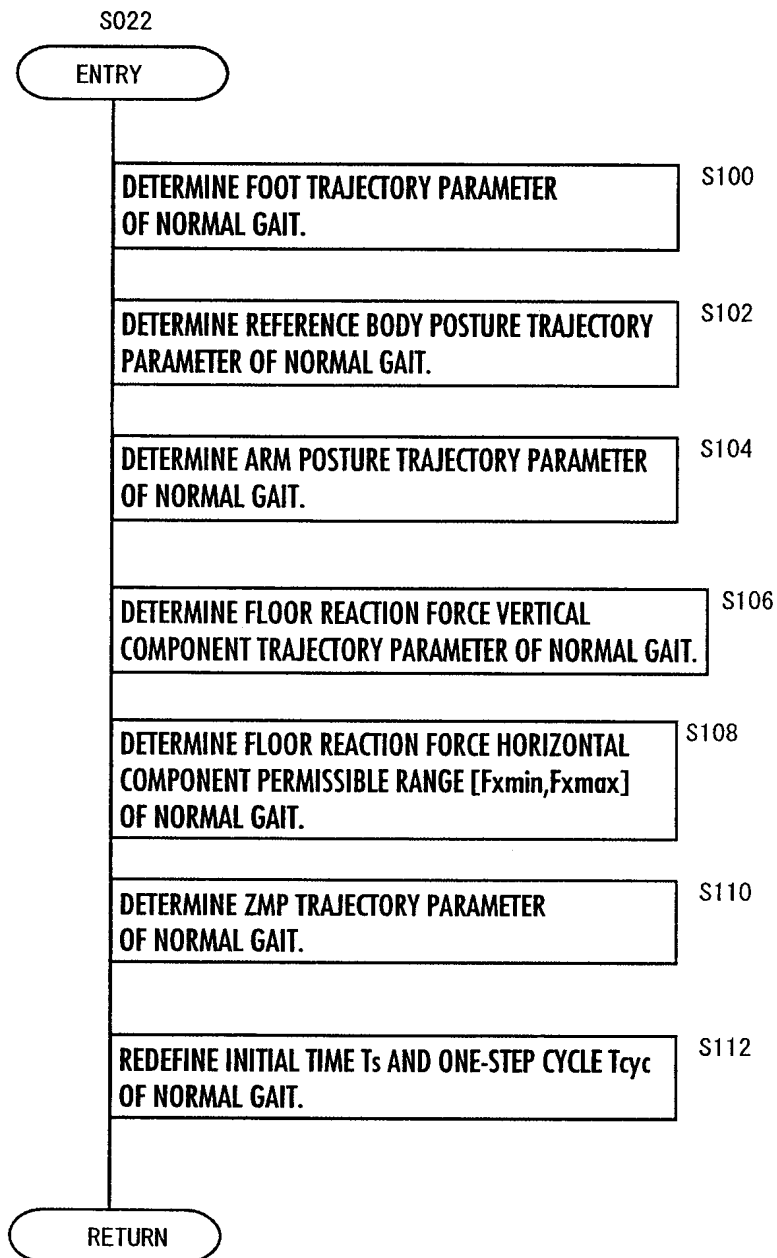 S022
ENTRY
DETERMINE FOOT TRAJECTORY PARAMETER
OF NORMAL GAIT.
S100
DETERMINE REFERENCE BODY POSTURE TRAJECTORY
PARAMETER OF NORMAL GAIT.
S102
DETERMINE ARM POSTURE TRAJECTORY PARAMETER
OF NORMAL GAIT.
S104
DETERMINE FLOOR REACTION FORCE VERTICAL
COMPONENT TRAJECTORY PARAMETER OF NORMAL GAIT.
S106
DETERMINE FLOOR REACTION FORCE HORIZONTAL
COMPONENT PERMISSIBLE RANGE [Fxmin,Fxmax]
OF NORMAL GAIT.
S108
DETERMINE ZMP TRAJECTORY PARAMETER
OF NORMAL GAIT.
S110
REDEFINE INITIAL TIME Ts AND ONE-STEP CYCLE Tcyc
OF NORMAL GAIT.
S112
RETURN